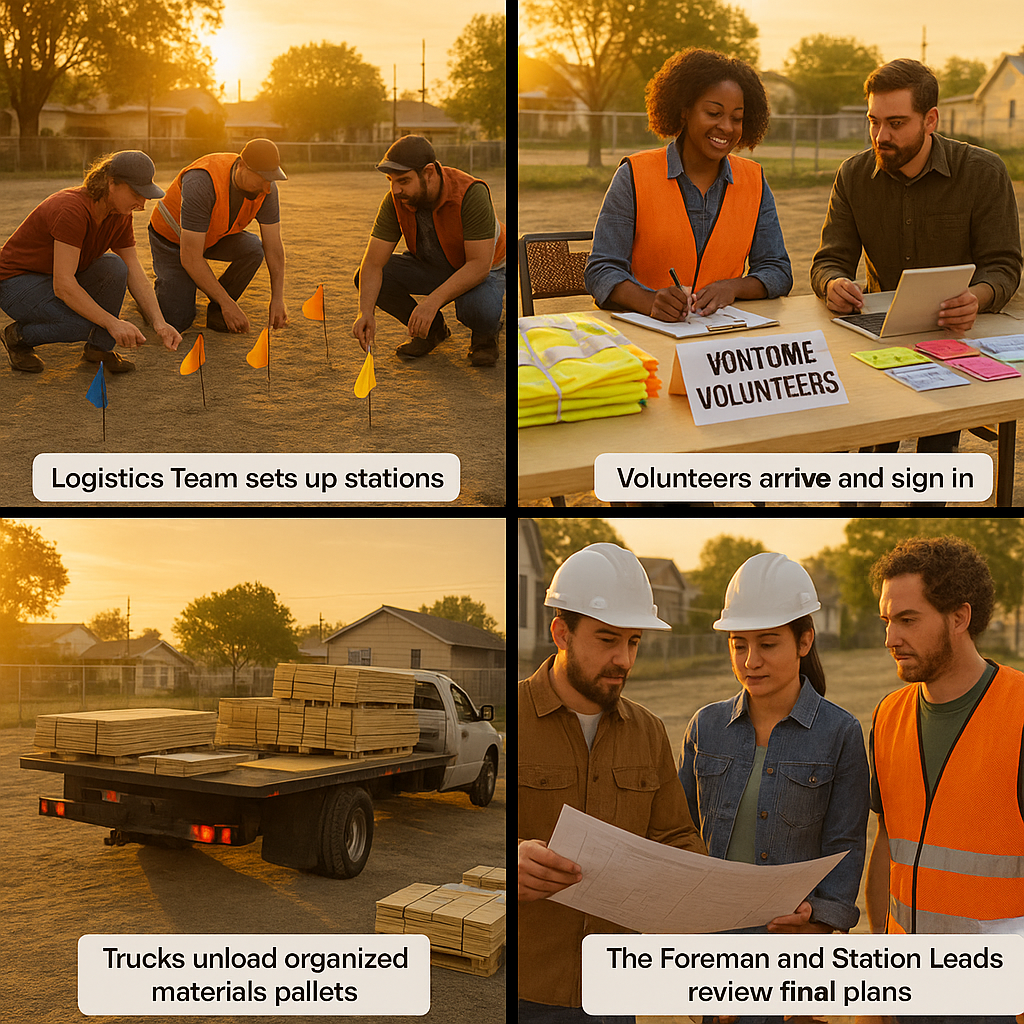 Logistics Team sets up stations
VONTOME
VOLUNTEERS
Volunteers arrive and sign in
Trucks unload organized
materials pallets
The Foreman and Station Leads
review final plans